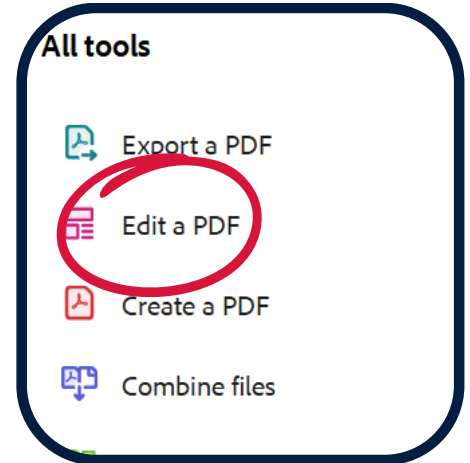 All tools
Export a PDF
Edit a PDF
Create a PDF
Combine files